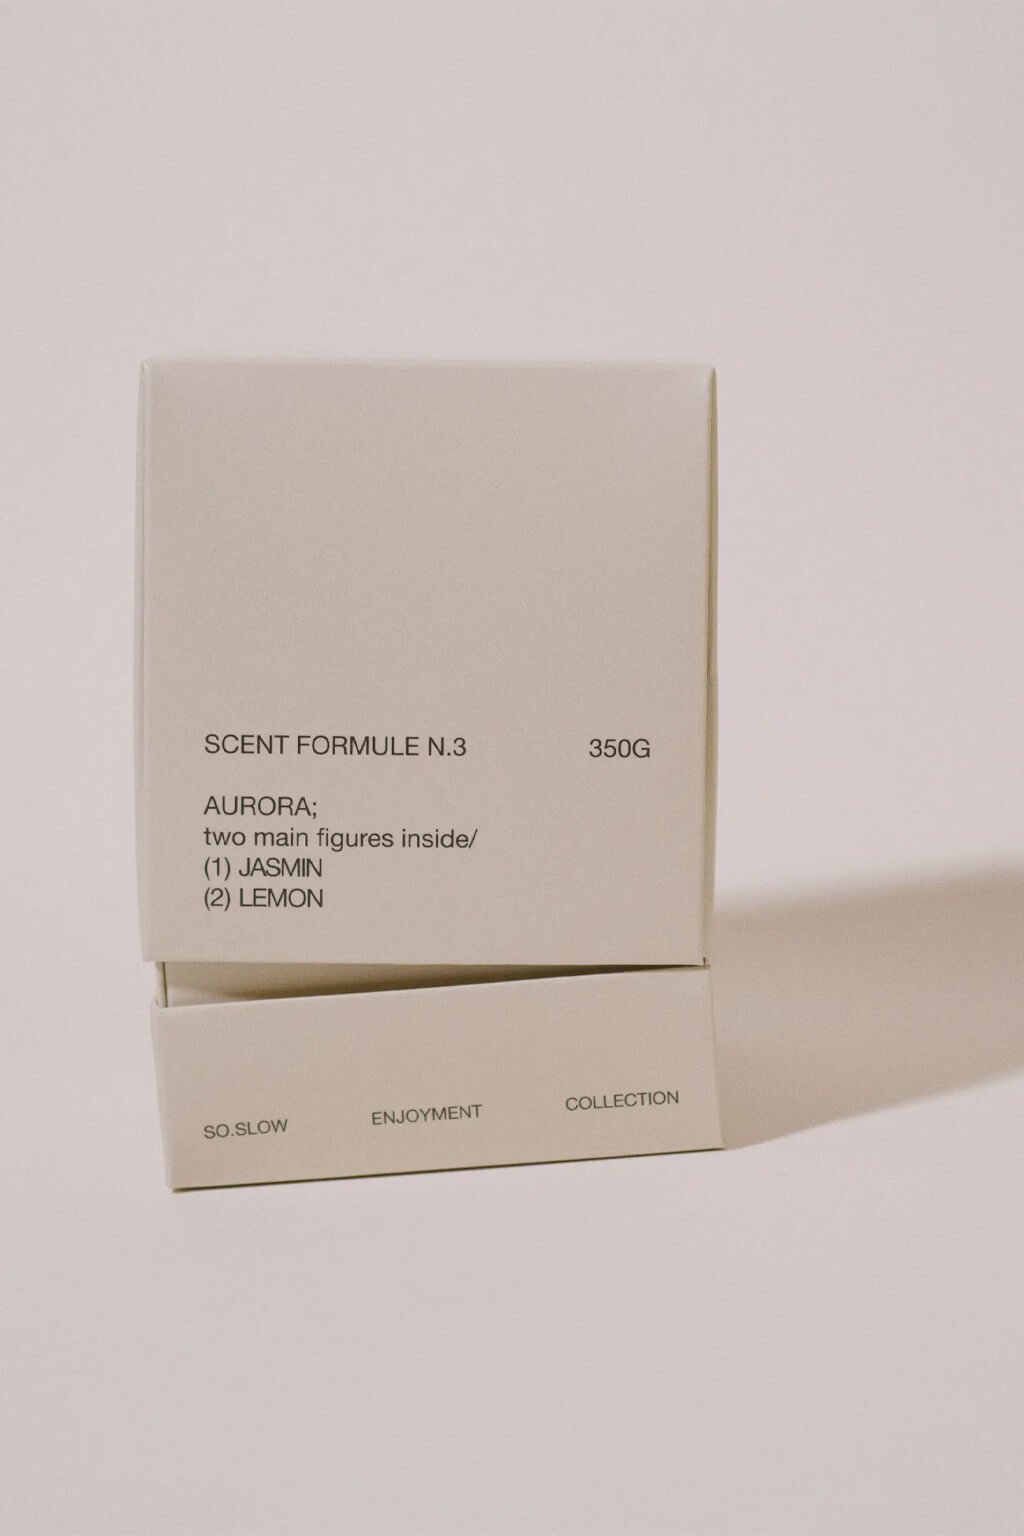 SCENT FORMULE N.3 350G
AURORA;
two main figures inside/
(1) JASMIN
(2) LEMON
SO.SLOW ENJOYMENT COLLECTION